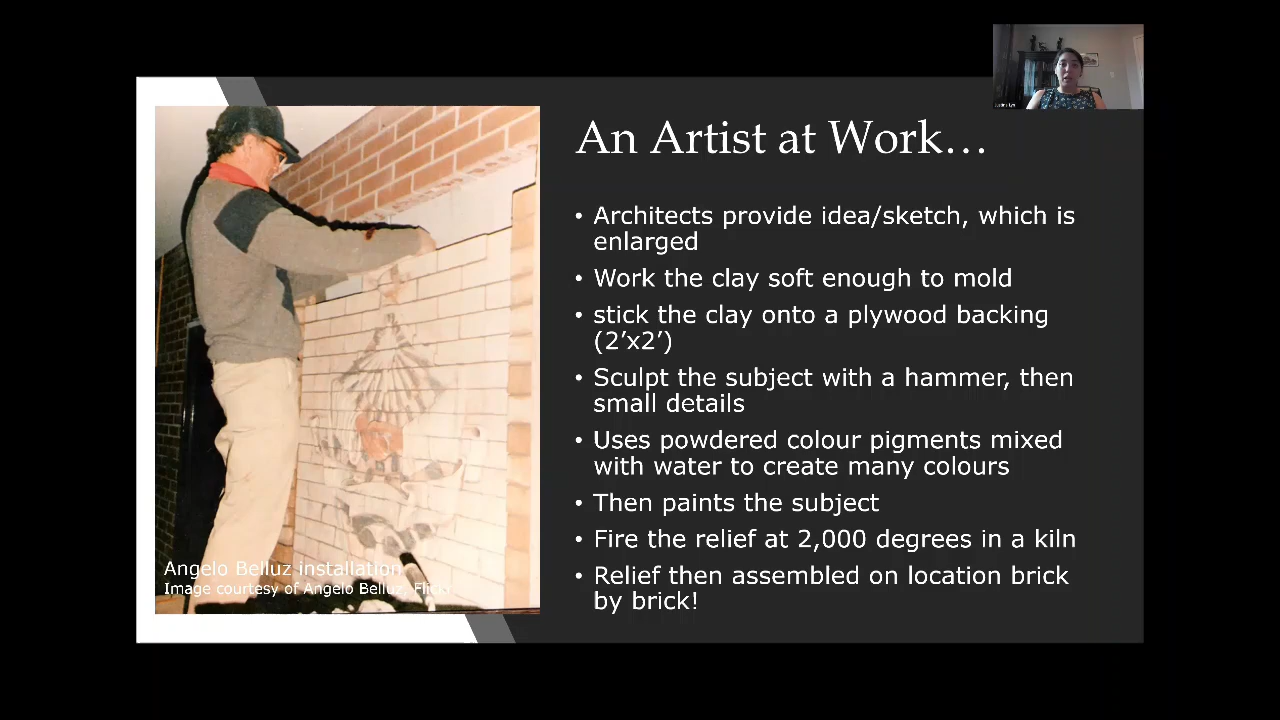 An Artist at Work…
• Architects provide idea/sketch, which is
enlarged
• Work the clay soft enough to mold
• stick the clay onto a plywood backing
(2’x2’)
• Sculpt the subject with a hammer, then
small details
• Uses powdered colour pigments mixed
with water to create many colours
• Then paints the subject
• Fire the relief at 2,000 degrees in a kiln
• Relief then assembled on location brick
by brick!
Angelo Belluz installation
Image courtesy of Angelo Belluz, Flickr